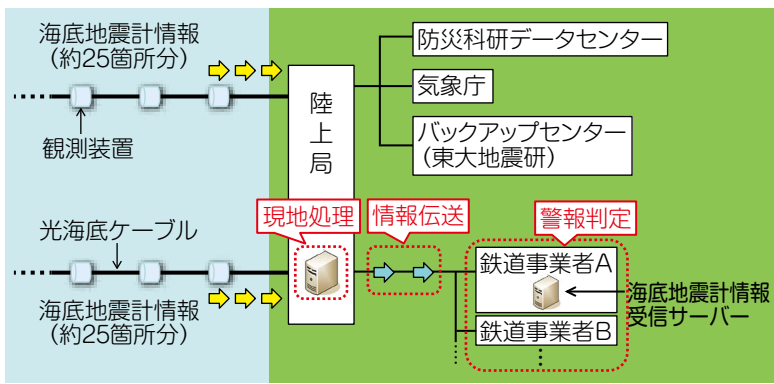 海底地震計情報
（約25箇所分）
観測装置
陸上局
防災科研データセンター
気象庁
バックアップセンター
（東大地震研）
現地処理
情報伝送
警報判定
光海底ケーブル
海底地震計情報
（約25箇所分）
鉄道事業者A
海底地震計情報
受信サーバー
鉄道事業者B